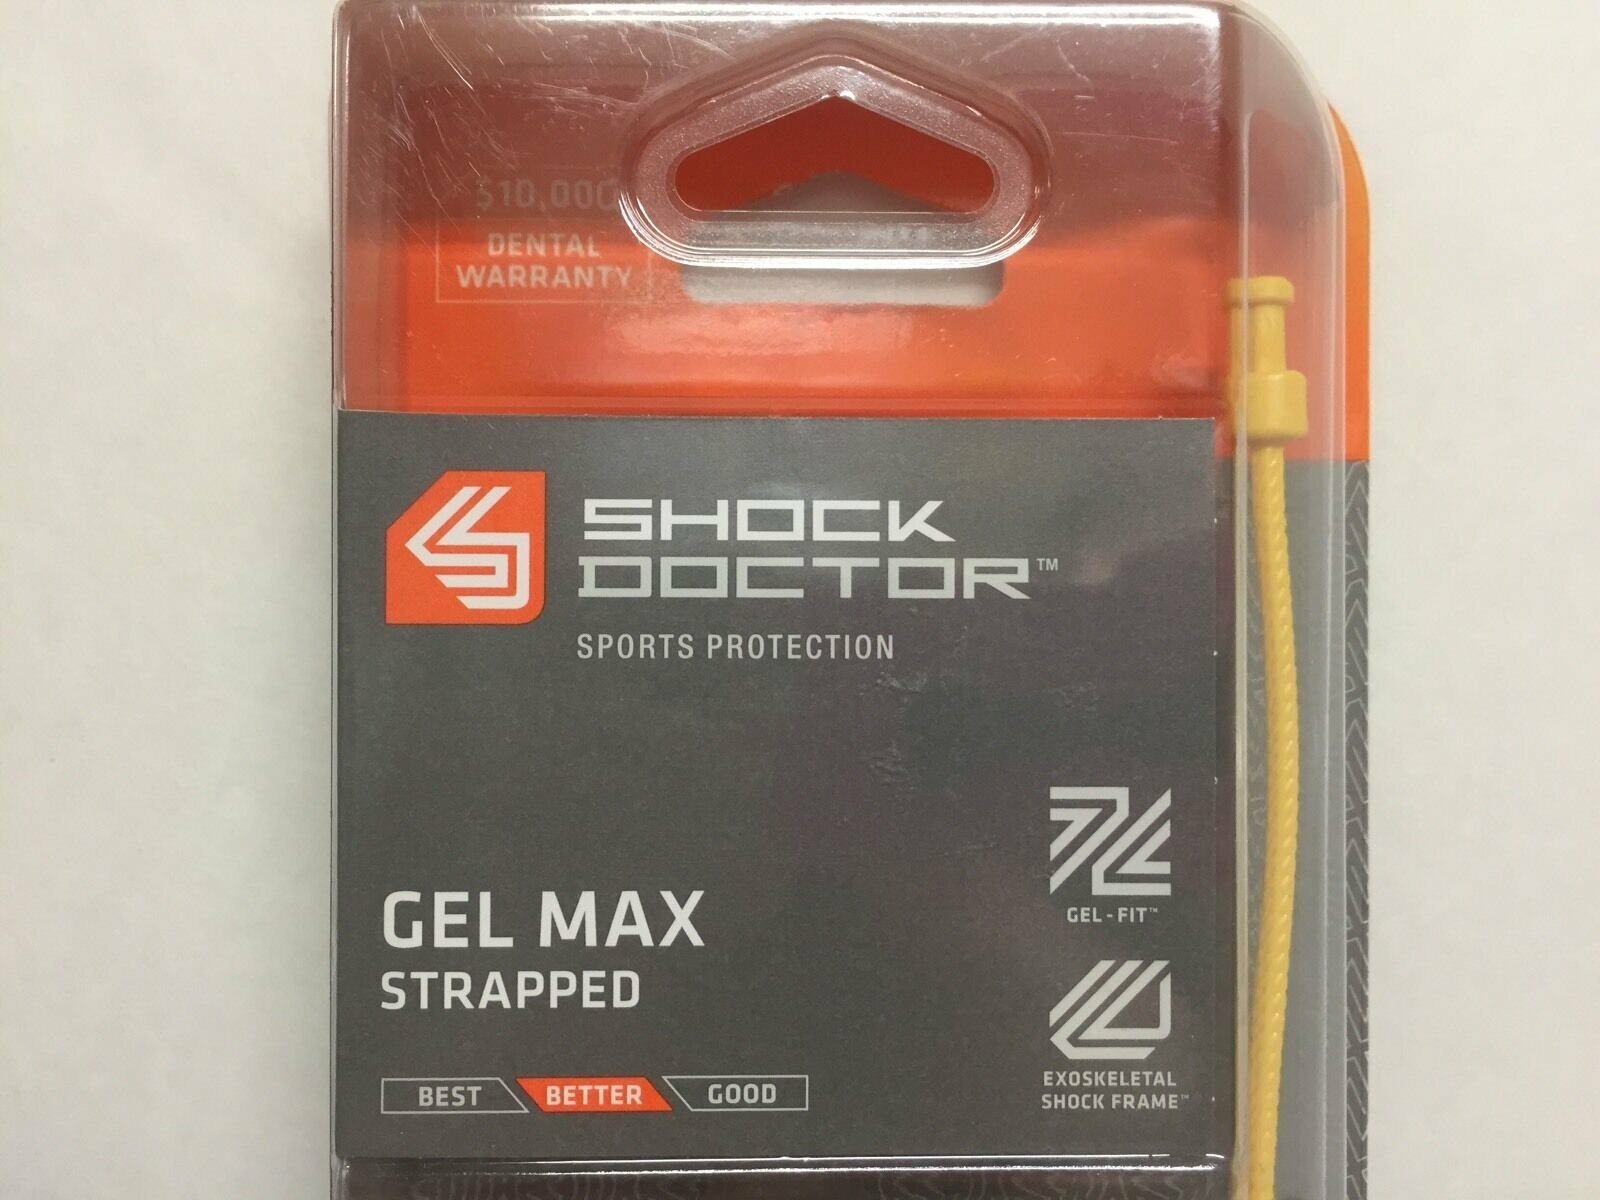 $10,000
DENTAL
WARRANTY
SHOCK
DOCTOR™
SPORTS PROTECTION
GEL MAX
STRAPPED
GEL-FIT™
EXOSKELETAL
SHOCK FRAME™
BEST BETTER GOOD